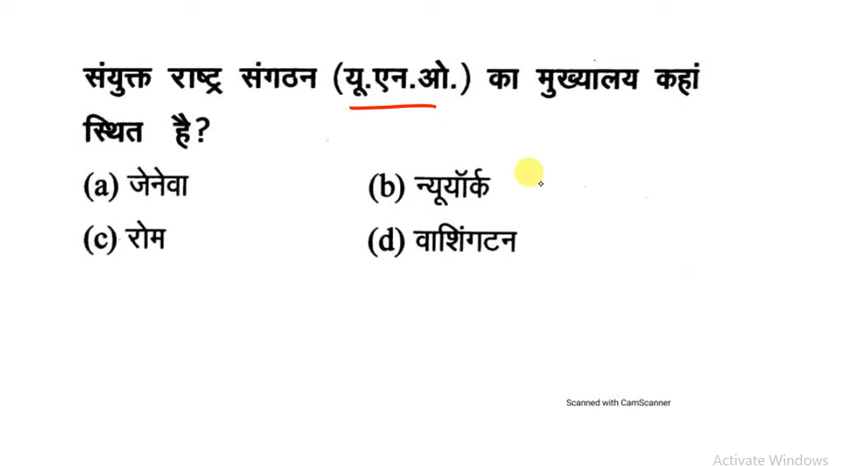 संयुक्त राष्ट्र संगठन (यू.एन.ओ.) का मुख्यालय कहां
स्थित है?
(a) जेनेवा (b) न्यूयॉर्क
(c) रोम (d) वाशिंगटन
Scanned with CamScanner
Activate Windows